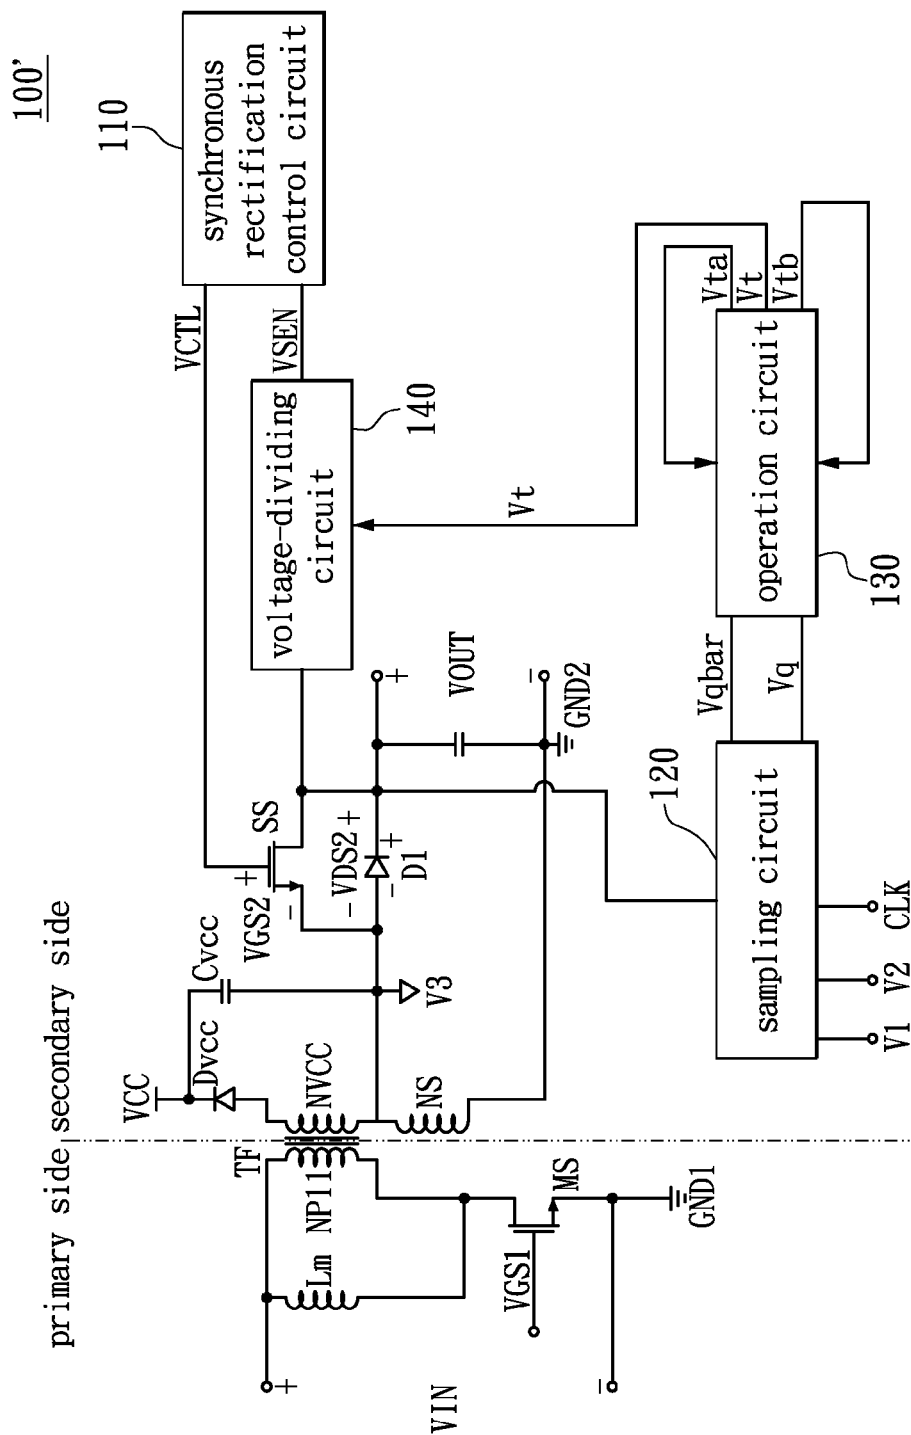 100'
primary side
secondary side
VIN
+
-
Lm
NP11
TF
VGS1
MS
GND1
VCC
Dvcc
Cvcc
NVCC
NS
V3
VGS2
+
-
SS
-VDS2+
-
+
D1
+
VOUT
-
GND2
VCTL
VSEN
synchronous
rectification
control circuit
110
voltage-dividing
circuit
140
Vt
sampling circuit
120
V1
V2
CLK
Vqbar
Vq
operation circuit
130
Vta
Vt
Vtb